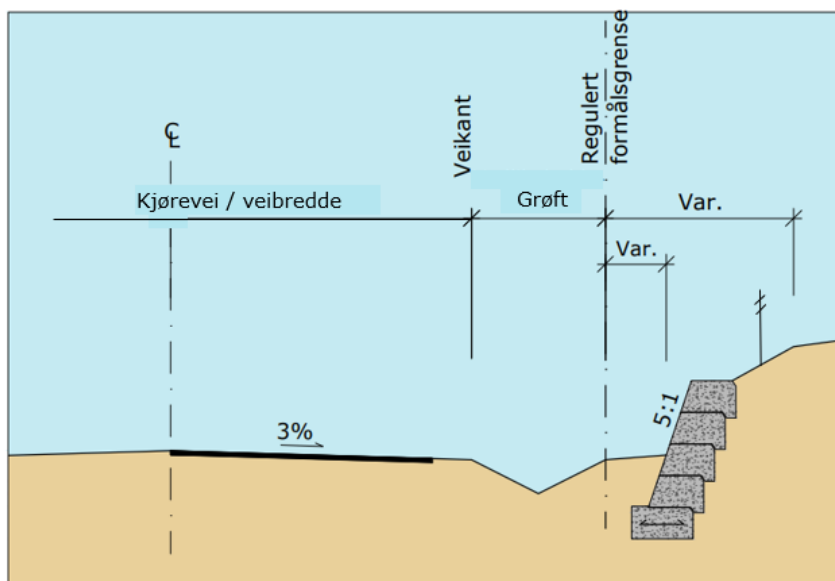 Regulert
formålsgrense
Veikant
℄
Kjørevei / veibredde
Grøft
Var.
Var.
5:1
3%